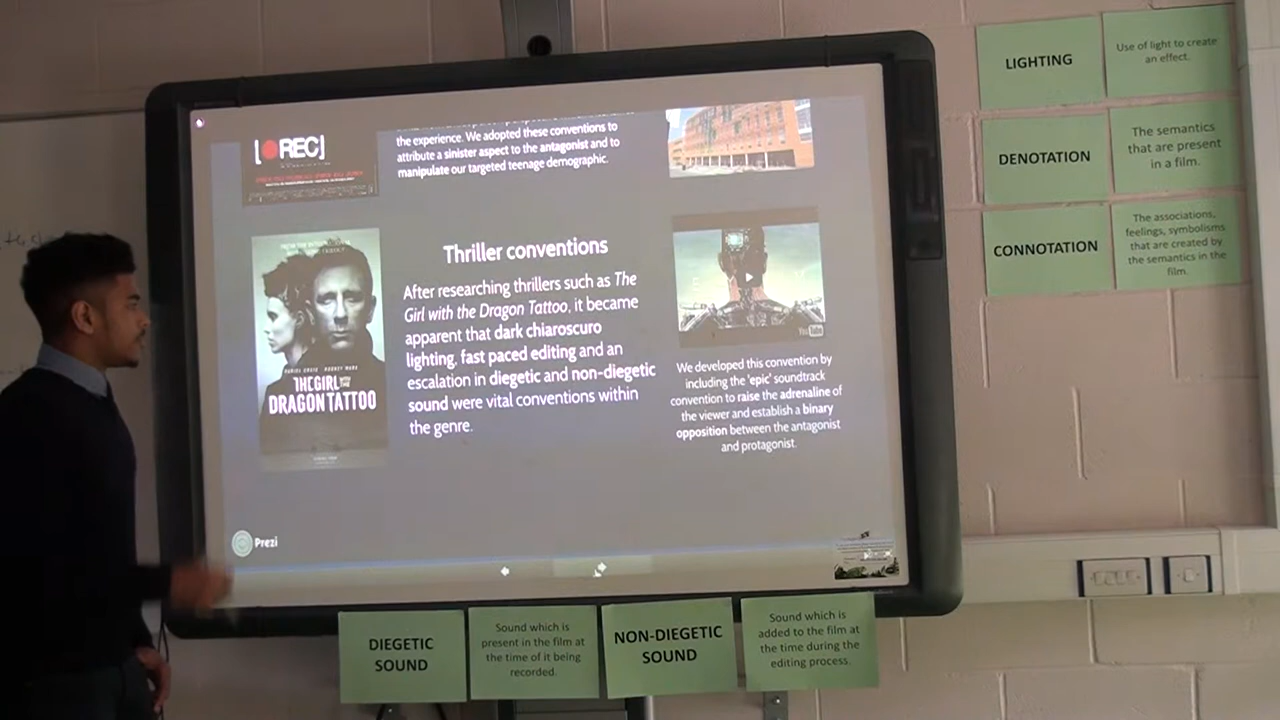 REC
the experience. We adopted these conventions to
attribute a sinister aspect to the antagonist and to
manipulate our targeted teenage demographic.
Thriller conventions
After researching thrillers such as The
Girl with the Dragon Tattoo, it became
apparent that dark chiaroscuro
lighting, fast paced editing and an
escalation in diegetic and non-diegetic
sound were vital conventions within
the genre.
DANIEL CRAIG ROONEY MARA
THE GIRL WITH THE
DRAGON TATTOO
YouTube
We developed this convention by
including the 'epic' soundtrack
convention to raise the adrenaline of
the viewer and establish a binary
opposition between the antagonist
and protagonist.
Prezi
LIGHTING
Use of light to create
an effect.
DENOTATION
The semantics
that are present
in a film.
CONNOTATION
The associations,
feelings, symbolisms
that are created by
the semantics in the
film.
DIEGETIC
SOUND
Sound which is
present in the film at
the time of it being
recorded.
NON-DIEGETIC
SOUND
Sound which is
added to the film at
the time during the
editing process.